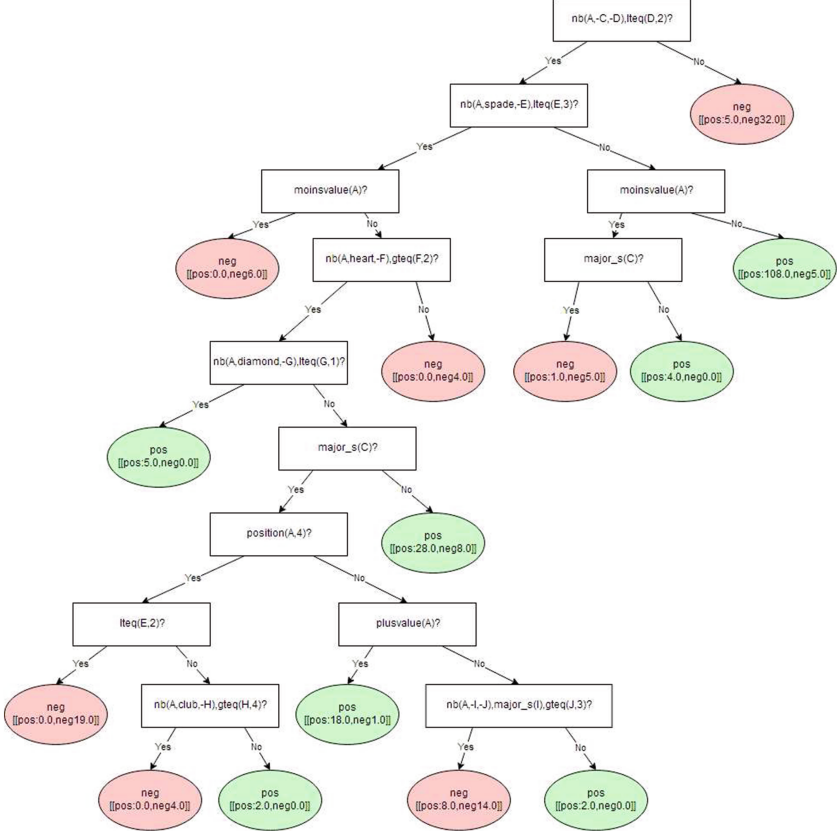 nb(A,-C,-D),lteq(D,2)?
Yes
No
nb(A,spade,-E),lteq(E,3)?
neg
[[pos:5.0,neg32.0]]
Yes
No
moinsvalue(A)?
moinsvalue(A)?
Yes
No
Yes
No
neg
[[pos:0.0,neg6.0]]
nb(A,heart,-F),gteq(F,2)?
major_s(C)?
pos
[[pos:108.0,neg5.0]]
Yes
No
Yes
No
nb(A,diamond,-G),lteq(G,1)?
neg
[[pos:0.0,neg4.0]]
neg
[[pos:1.0,neg5.0]]
pos
[[pos:4.0,neg0.0]]
Yes
No
pos
[[pos:5.0,neg0.0]]
major_s(C)?
Yes
No
position(A,4)?
pos
[[pos:28.0,neg8.0]]
Yes
No
lteq(E,2)?
plusvalue(A)?
Yes
No
Yes
No
neg
[[pos:0.0,neg19.0]]
nb(A,club,-H),gteq(H,4)?
pos
[[pos:18.0,neg1.0]]
nb(A,-I,-J),major_s(I),gteq(J,3)?
Yes
No
Yes
No
neg
[[pos:0.0,neg4.0]]
pos
[[pos:2.0,neg0.0]]
neg
[[pos:8.0,neg14.0]]
pos
[[pos:2.0,neg0.0]]